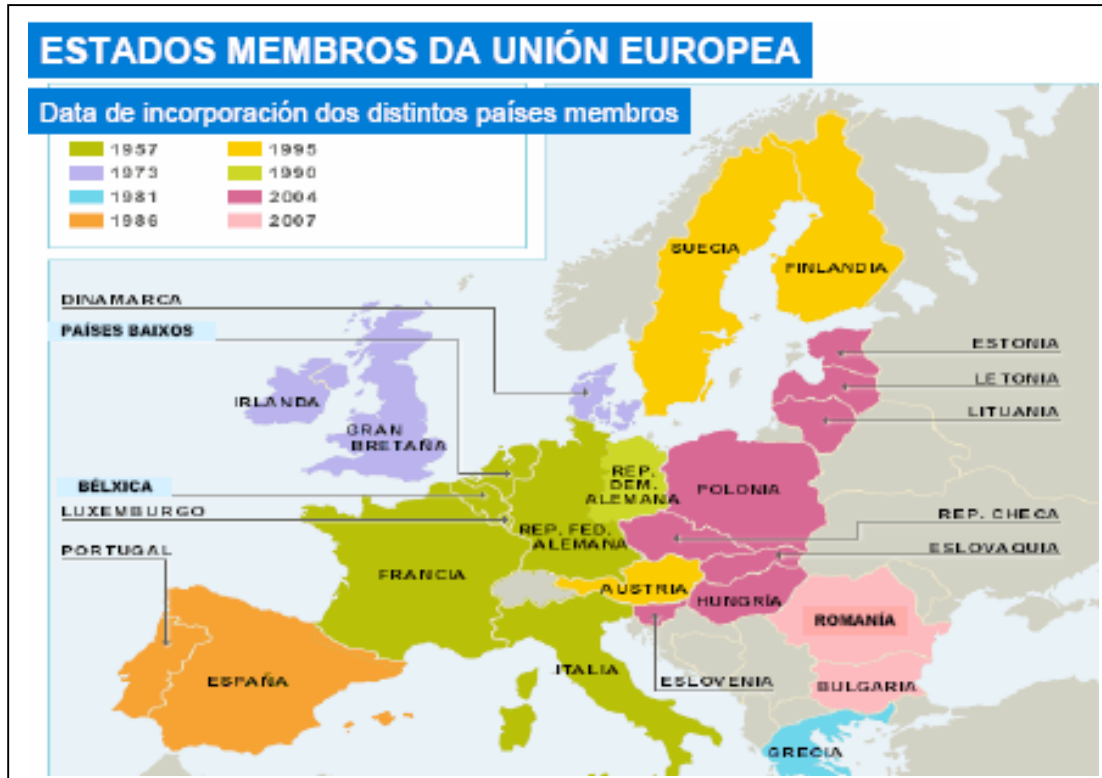 ESTADOS MEMBROS DA UNIÓN EUROPEA
Data de incorporación dos distintos países membros
1957
1995
1973
1990
1981
2004
1986
2007
SUECIA
FINLANDIA
DINAMARCA
PAÍSES BAIXOS
ESTONIA
LETONIA
LITUANIA
IRLANDA
GRAN
BRETAÑA
BÉLXICA
LUXEMBURGO
PORTUGAL
REP.
DEM.
ALEMANA
POLONIA
REP. FED.
ALEMANA
REP. CHECA
ESLOVAQUIA
FRANCIA
AUSTRIA
HUNGRÍA
ROMANÍA
ITALIA
ESLOVENIA
ESPAÑA
BULGARIA
GRECIA